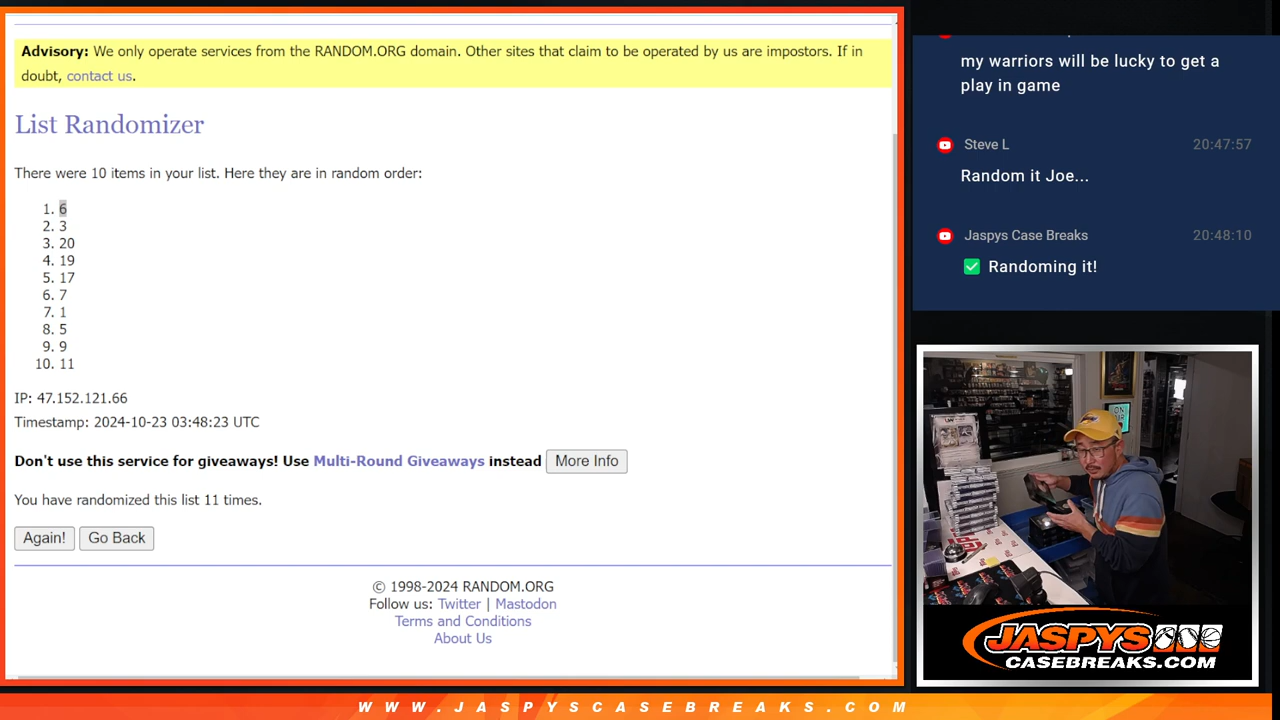 Advisory: We only operate services from the RANDOM.ORG domain. Other sites that claim to be operated by us are impostors. If in
doubt, contact us.
List Randomizer
There were 10 items in your list. Here they are in random order:
1. 6
2. 3
3. 20
4. 19
5. 17
6. 7
7. 1
8. 5
9. 9
10. 11
IP: 47.152.121.66
Timestamp: 2024-10-23 03:48:23 UTC
Don't use this service for giveaways! Use Multi-Round Giveaways instead More Info
You have randomized this list 11 times.
Again! Go Back
© 1998-2024 RANDOM.ORG
Follow us: Twitter | Mastodon
Terms and Conditions
About Us
my warriors will be lucky to get a
play in game
Steve L 20:47:57
Random it Joe...
Jaspys Case Breaks 20:48:10
✅ Randoming it!
ON
JASPYS
CASEBREAKS.COM
WWW.JASPYSCASEBREAKS.COM